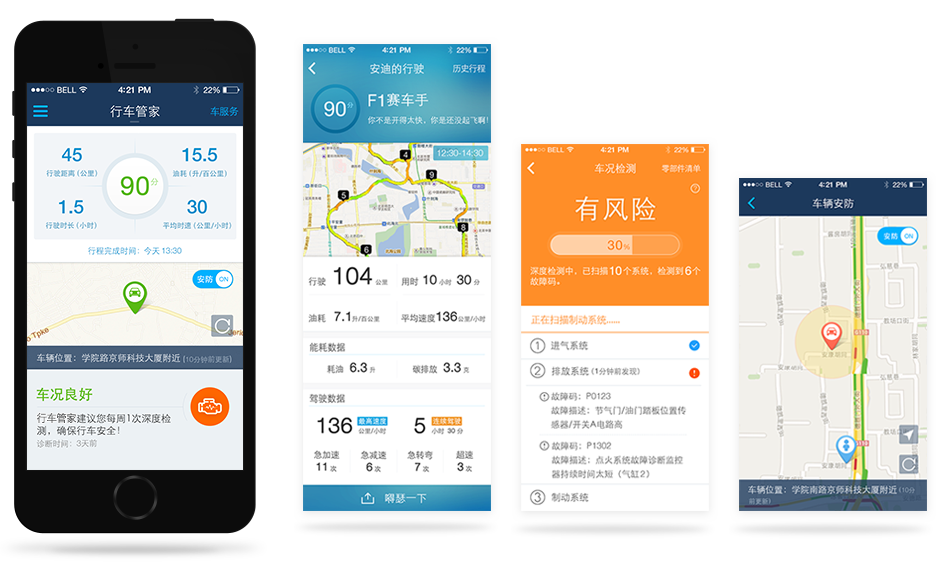 BELL 4:21 PM 22%
行车管家 车服务
45 15.5
行驶距离 (公里) 油耗 (升/百公里)
90分
1.5 30
行驶时长 (小时) 平均时速 (公里/小时)
行程完成时间：今天 13:30
安防 ON
o Tpke
车辆位置：学院路京师科技大厦附近 (10分钟前更新)
车况良好
行车管家建议您每周1次深度检
测，确保行车安全！
诊断时间：3天前
BELL 4:21 PM 22%
安迪的行驶 历史行程
90分
F1赛车手
你不是开得太快，你是还没起飞啊！
12:30-14:30
4
9
5
8
6
行驶 104 公里 用时 10 小时 30 分
油耗 7.1 升/百公里 平均速度136公里/小时
能耗数据
耗油 6.3 升 碳排放 3.3 克
驾驶数据
136 最高速度 公里/小时 5 连续驾驶 小时 30 分
急加速 急减速 急转弯 超速
11 次 6 次 7 次 3 次
嘚瑟一下
BELL 4:21 PM 22%
车况检测 零部件清单
?
有风险
30%
深度检测中，已扫描10个系统，检测到6个
故障码。
正在扫描制动系统......
1 进气系统
2 排放系统 (1分钟前发现)
故障码：P0123
故障描述：节气门/油门踏板位置传
感器/开关A电路高
故障码：P1302
故障描述：点火系统故障诊断监控
器持续时间太短（气缸2）
3 制动系统
BELL 4:21 PM 22%
车辆安防
安防 ON
车辆位置：学院南路京师科技大厦附近 (10分
钟前更新)